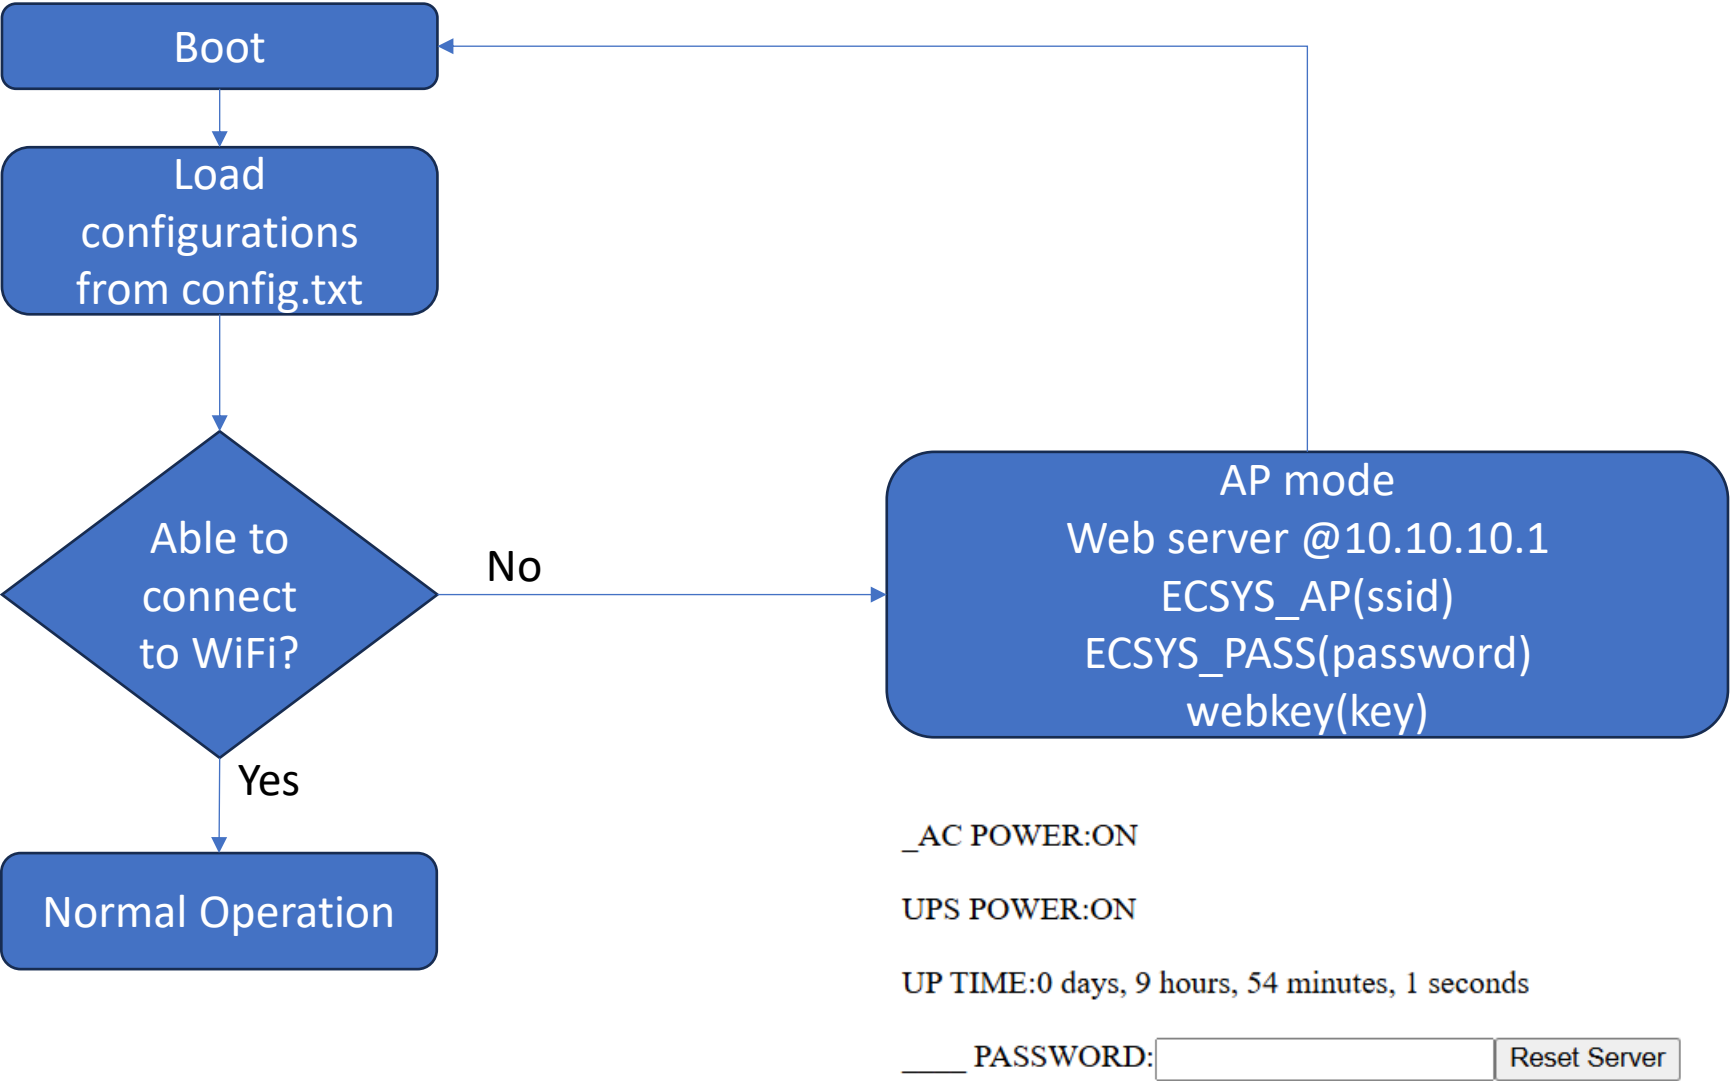 Boot
Load
configurations
from config.txt
Able to
connect
to WiFi?
No
Yes
Normal Operation
AP mode
Web server @10.10.10.1
ECSYS_AP(ssid)
ECSYS_PASS(password)
webkey(key)
_AC POWER:ON
UPS POWER:ON
UP TIME:0 days, 9 hours, 54 minutes, 1 seconds
____ PASSWORD: Reset Server